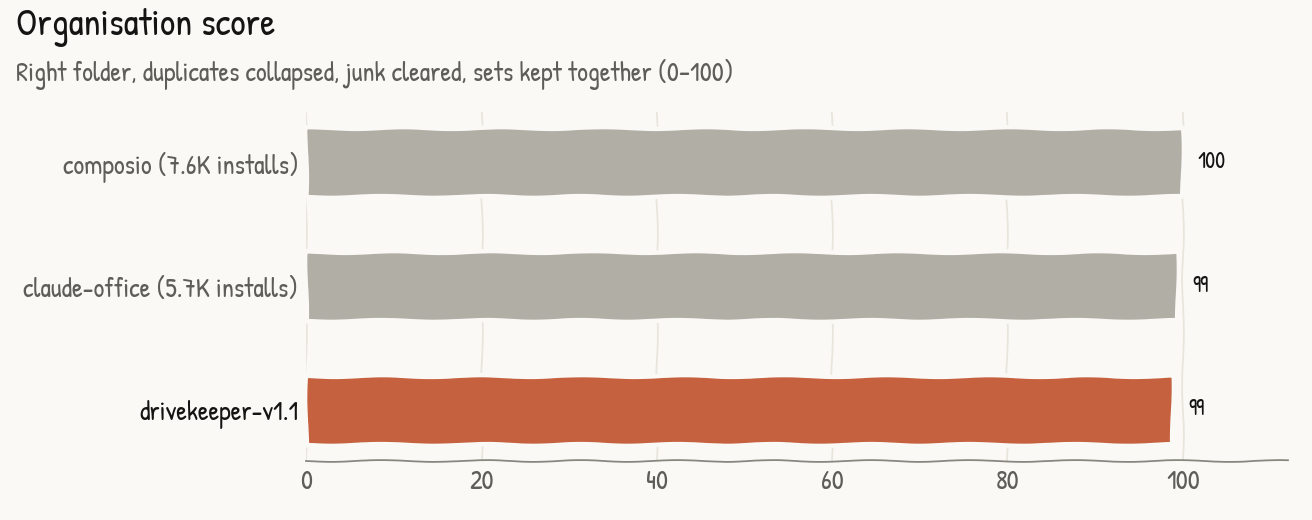 Organisation score
Right folder, duplicates collapsed, junk cleared, sets kept together (0–100)
composio (7.6K installs)
100
claude-office (5.7K installs)
99
drivekeeper-v1.1
99
0 20 40 60 80 100